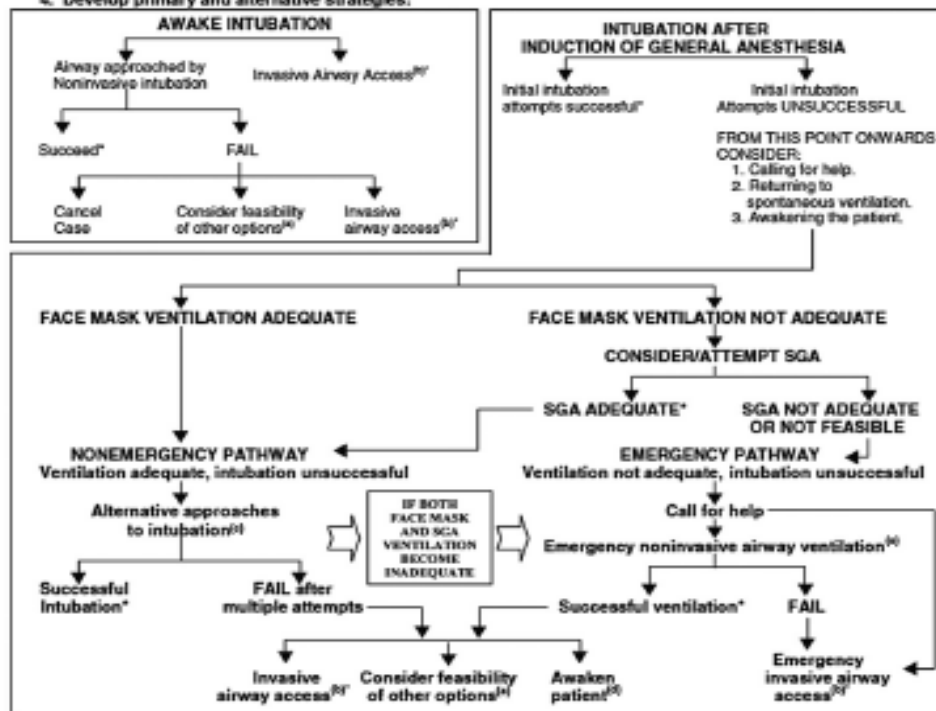 4. Develop primary and alternative strategies:
AWAKE INTUBATION
Airway approached by
Noninvasive intubation
Invasive Airway Access(b)*
Succeed*
FAIL
Cancel
Case
Consider feasibility
of other options(a)
Invasive
airway access(b)*
INTUBATION AFTER
INDUCTION OF GENERAL ANESTHESIA
Initial intubation
attempts successful*
Initial intubation
Attempts UNSUCCESSFUL
FROM THIS POINT ONWARDS
CONSIDER:
1. Calling for help.
2. Returning to
spontaneous ventilation.
3. Awakening the patient.
FACE MASK VENTILATION ADEQUATE
FACE MASK VENTILATION NOT ADEQUATE
CONSIDER/ATTEMPT SGA
SGA ADEQUATE*
SGA NOT ADEQUATE
OR NOT FEASIBLE
NONEMERGENCY PATHWAY
Ventilation adequate, intubation unsuccessful
EMERGENCY PATHWAY
Ventilation not adequate, intubation unsuccessful
Alternative approaches
to intubation(c)
IF BOTH
FACE MASK
AND SGA
VENTILATION
BECOME
INADEQUATE
Call for help
Emergency noninvasive airway ventilation(e)
Successful
Intubation*
FAIL after
multiple attempts
Successful ventilation*
FAIL
Invasive
airway access(b)*
Consider feasibility
of other options(a)
Awaken
patient(d)
Emergency
invasive airway
access(b)*